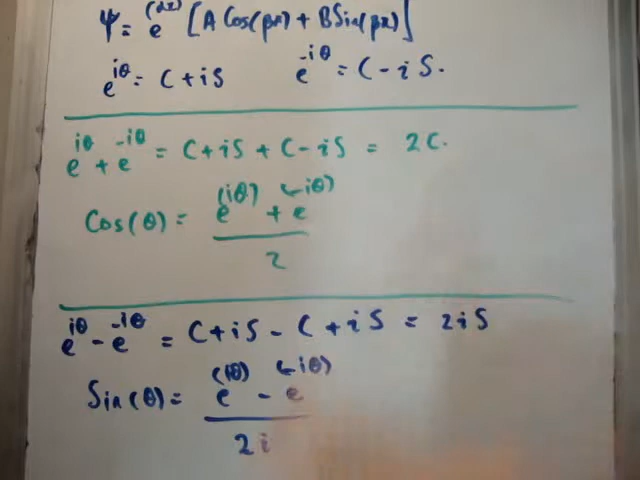 ψ = e^(αx) [A Cos(βx) + B Sin(βx)]
e^iθ = C + iS    e^-iθ = C - iS.
e^iθ + e^-iθ = C + iS + C - iS = 2C.
Cos(θ) = e^(iθ) + e^(-iθ) / 2
e^iθ - e^-iθ = C + iS - C + iS = 2iS
Sin(θ) = e^(iθ) - e^(-iθ) / 2i